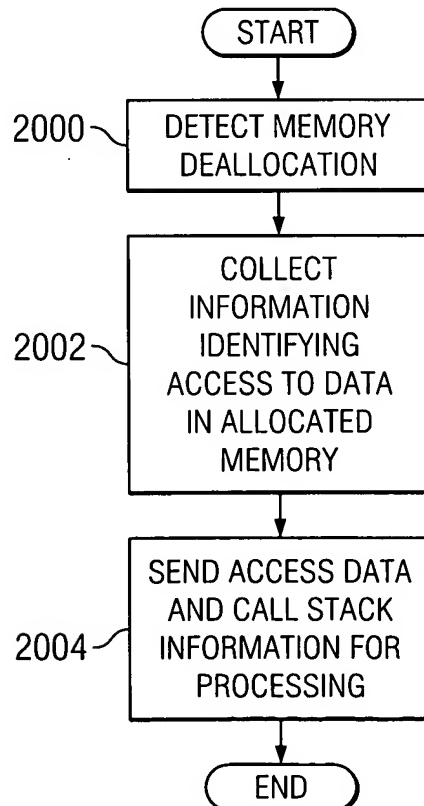 START
2000
DETECT MEMORY
DEALLOCATION
2002
COLLECT
INFORMATION
IDENTIFYING
ACCESS TO DATA
IN ALLOCATED
MEMORY
2004
SEND ACCESS DATA
AND CALL STACK
INFORMATION FOR
PROCESSING
END